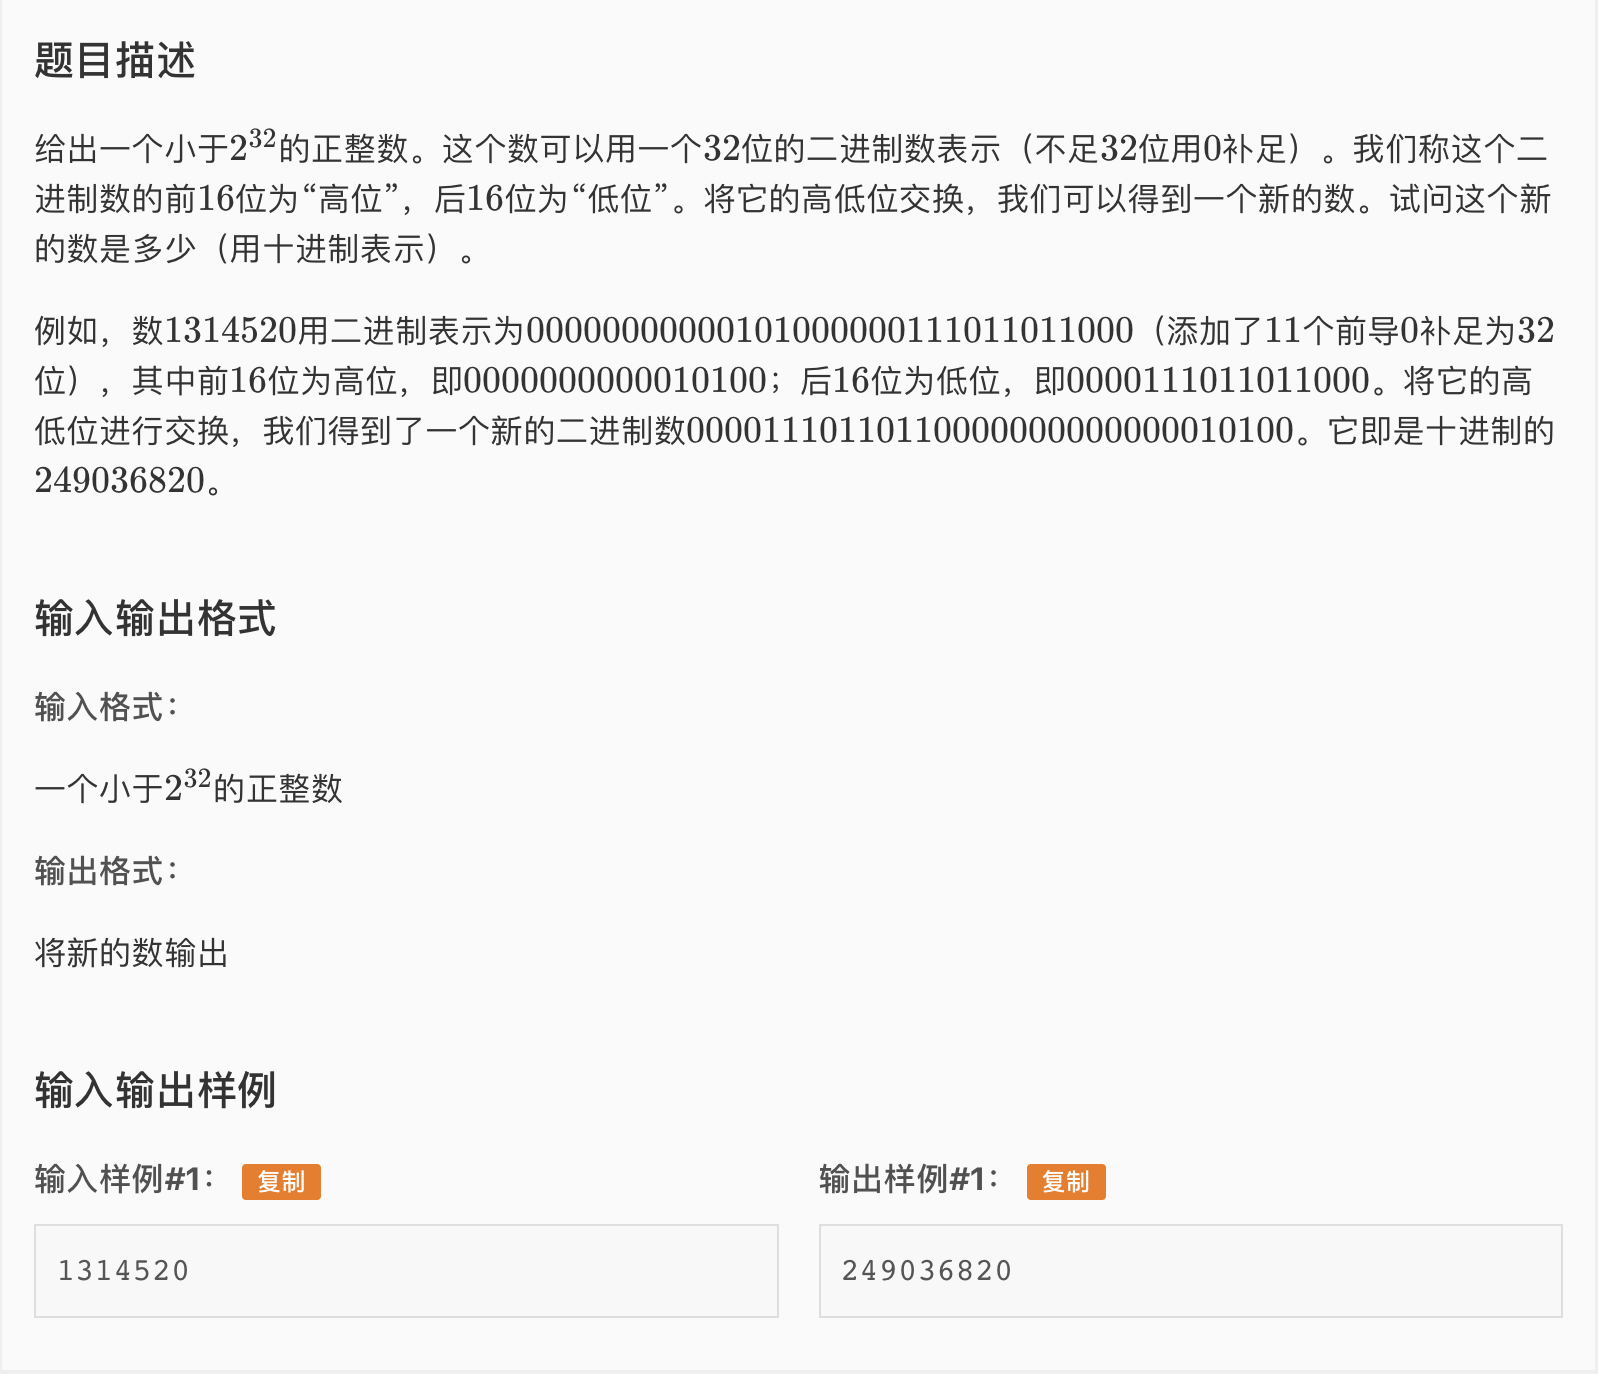 题目描述
给出一个小于2^32的正整数。这个数可以用一个32位的二进制数表示（不足32位用0补足）。我们称这个二
进制数的前16位为“高位”，后16位为“低位”。将它的高低位交换，我们可以得到一个新的数。试问这个新
的数是多少（用十进制表示）。
例如，数1314520用二进制表示为00000000000101000000111011011000（添加了11个前导0补足为32
位），其中前16位为高位，即0000000000010100；后16位为低位，即0000111011011000。将它的高
低位进行交换，我们得到了一个新的二进制数00001110110110000000000000010100。它即是十进制的
249036820。
输入输出格式
输入格式：
一个小于2^32的正整数
输出格式：
将新的数输出
输入输出样例
输入样例#1： 复制
输出样例#1： 复制
1314520
249036820